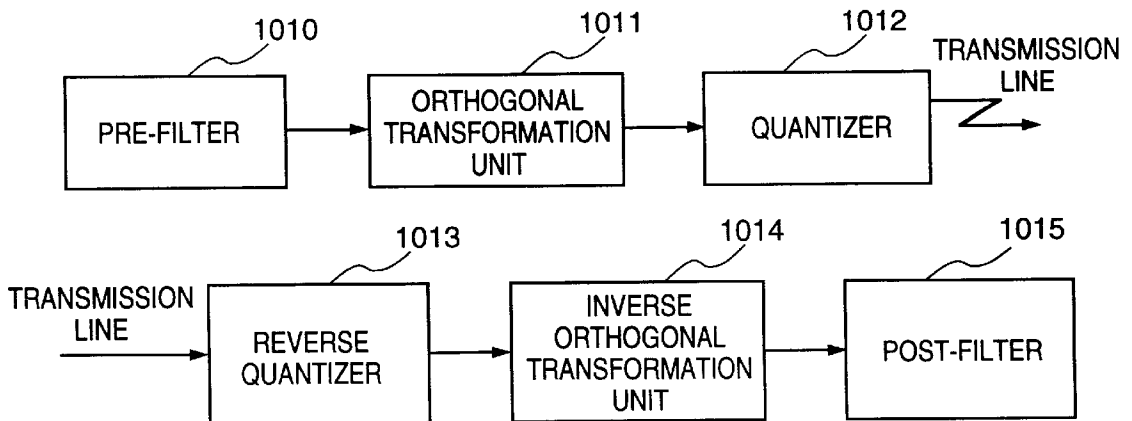 1010
1011
1012
TRANSMISSION
LINE
PRE-FILTER
ORTHOGONAL
TRANSFORMATION
UNIT
QUANTIZER
1013
1014
1015
TRANSMISSION
LINE
REVERSE
QUANTIZER
INVERSE
ORTHOGONAL
TRANSFORMATION
UNIT
POST-FILTER